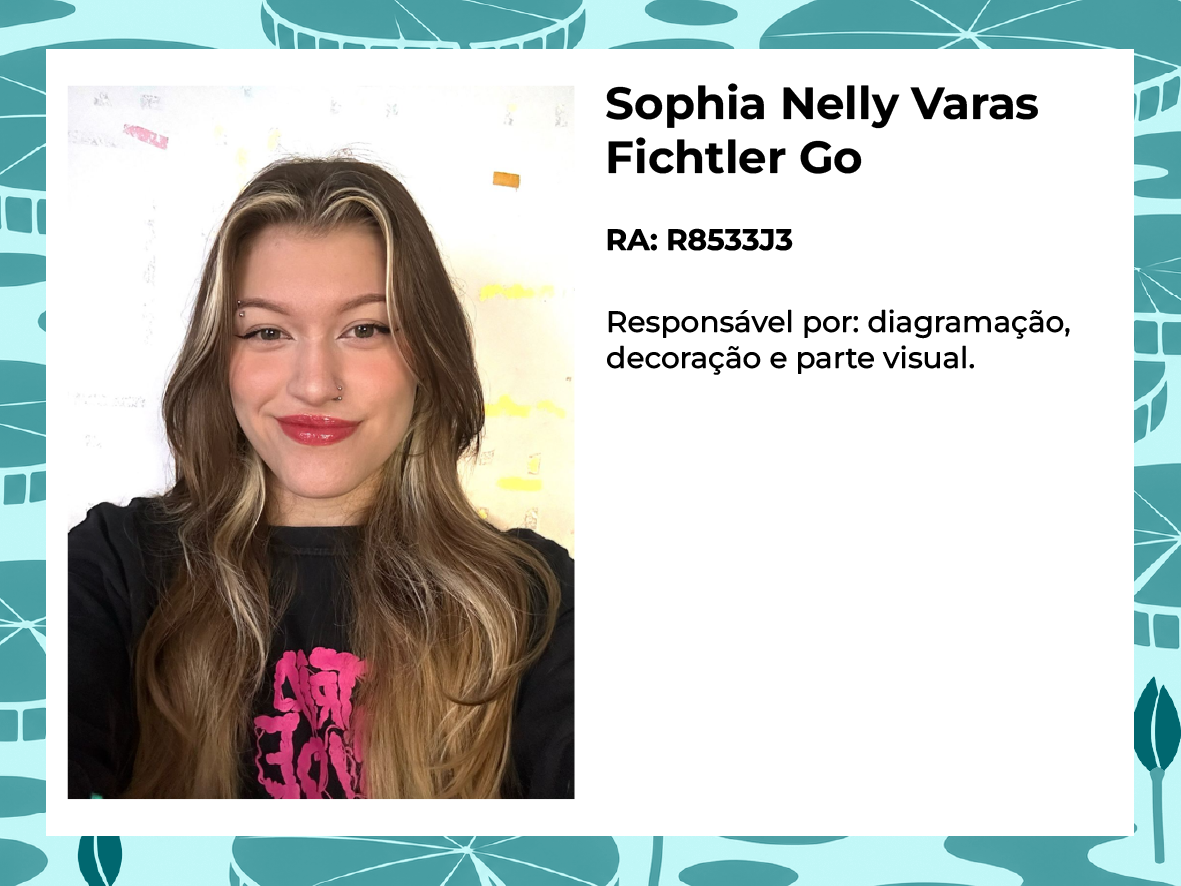 Sophia Nelly Varas
Fichtler Go
RA: R8533J3
Responsável por: diagramação,
decoração e parte visual.